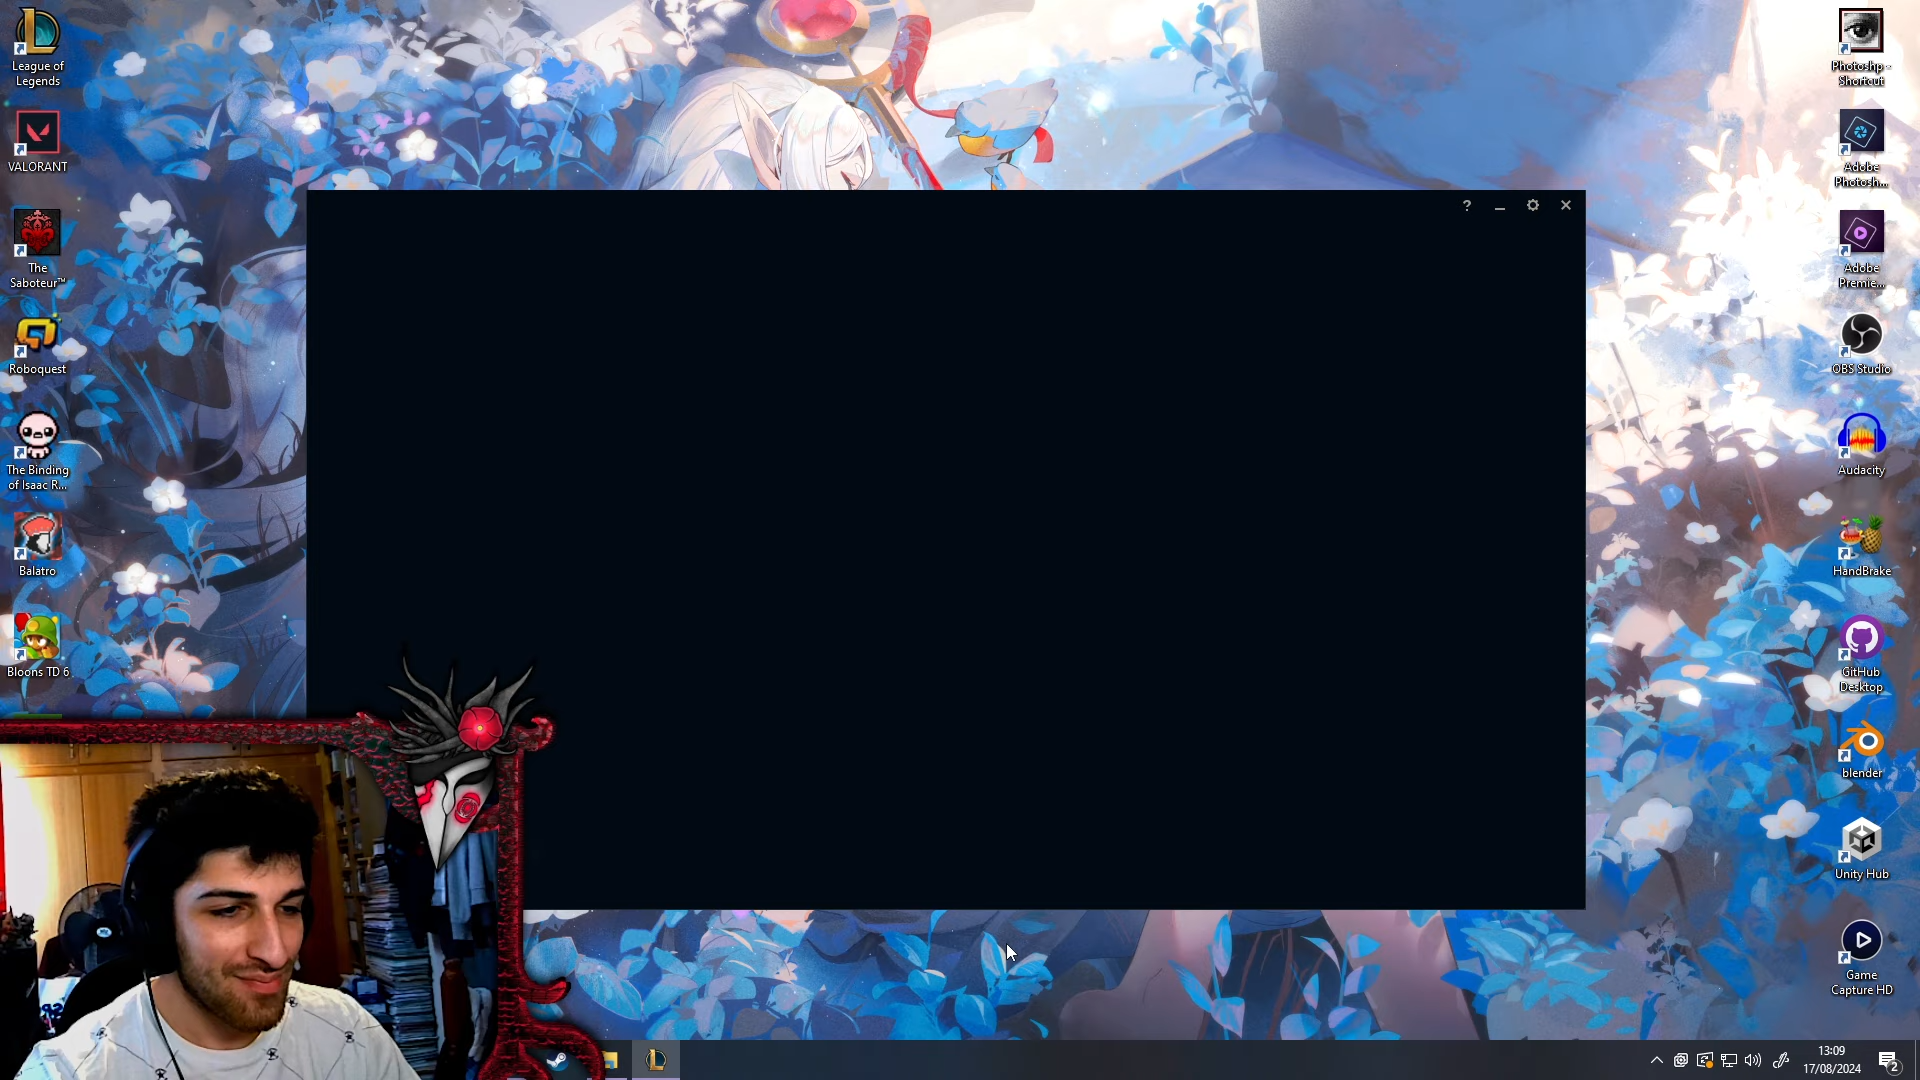 League of
Legends
VALORANT
The
Saboteur™
Roboquest
The Binding
of Isaac R...
Balatro
Bloons TD 6
?
Photoshp -
Shortcut
Adobe
Photosh...
Adobe
Premie...
OBS Studio
Audacity
HandBrake
GitHub
Desktop
blender
Unity Hub
Game
Capture HD
13:09
17/08/2024
2